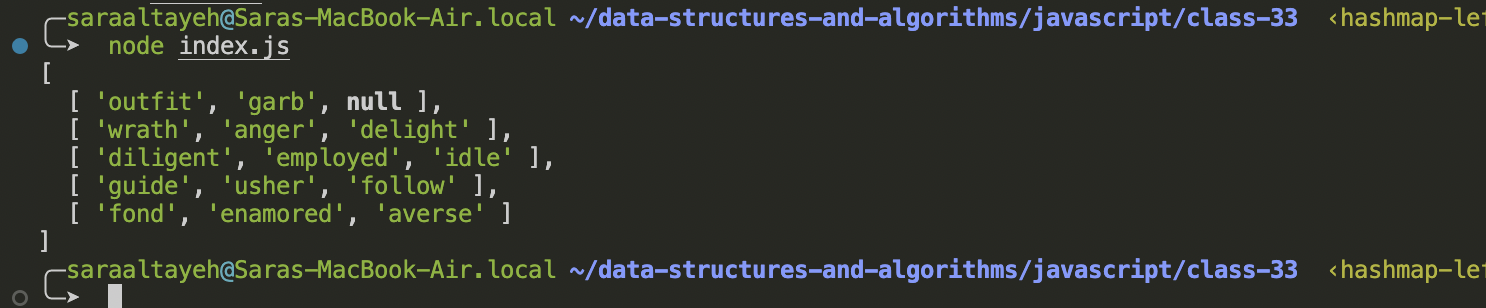 saraaltayeh@Saras-MacBook-Air.local ~/data-structures-and-algorithms/javascript/class-33 ‹hashmap-lef
node index.js
[
[ 'outfit', 'garb', null ],
[ 'wrath', 'anger', 'delight' ],
[ 'diligent', 'employed', 'idle' ],
[ 'guide', 'usher', 'follow' ],
[ 'fond', 'enamored', 'averse' ]
]
saraaltayeh@Saras-MacBook-Air.local ~/data-structures-and-algorithms/javascript/class-33 ‹hashmap-lef